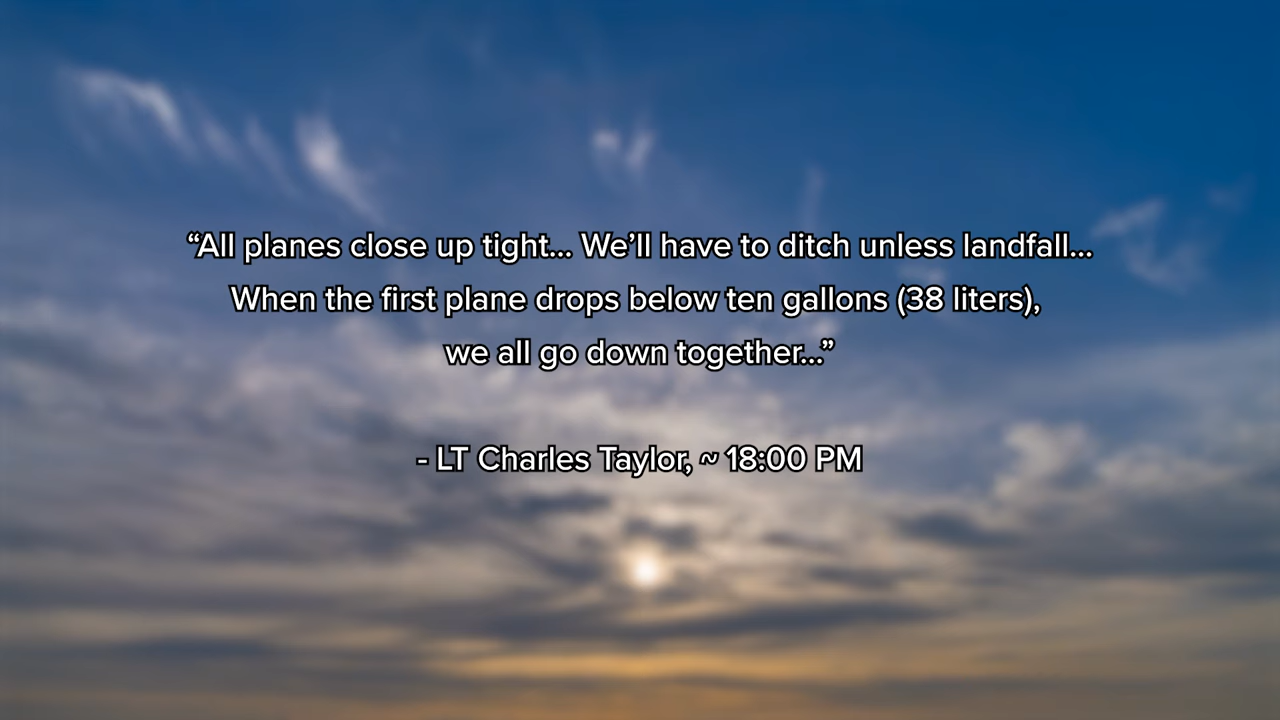 “All planes close up tight... We’ll have to ditch unless landfall...
When the first plane drops below ten gallons (38 liters),
we all go down together...”
- LT Charles Taylor, ~ 18:00 PM